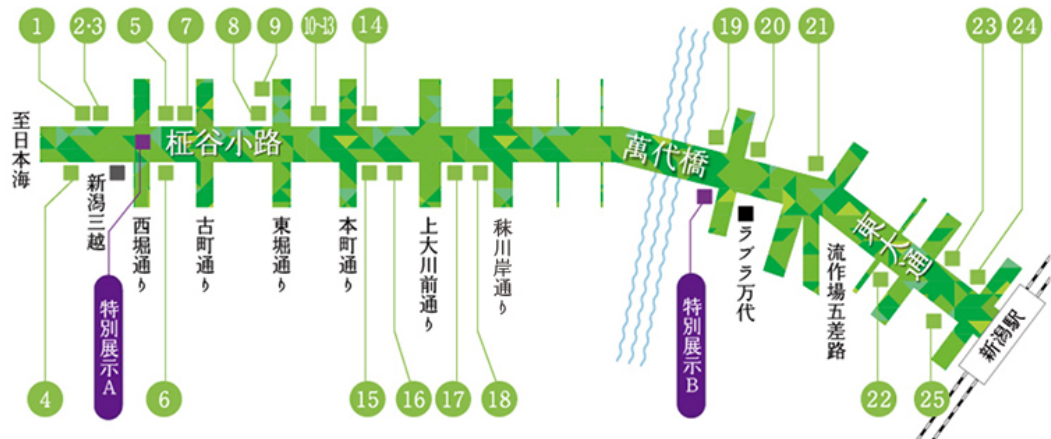 1
2·3
5
7
8
9
10~13
14
19
20
21
23
24
至日本海
柾谷小路
萬代橋
東大通
新潟三越
西堀通り
古町通り
東堀通り
本町通り
上大川前通り
秣川岸通り
ラブラ万代
流作場五差路
新潟駅
特別展示A
特別展示B
4
6
15
16
17
18
22
25